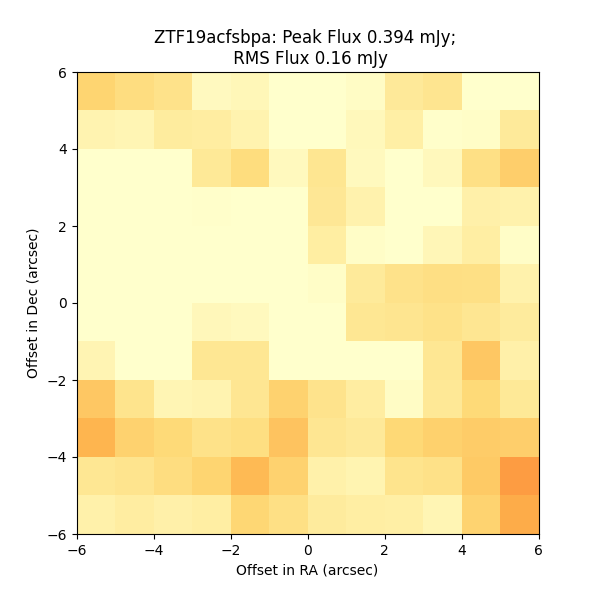 ZTF19acfsbpa: Peak Flux 0.394 mJy;
RMS Flux 0.16 mJy
6
4
2
0
−2
−4
−6
Offset in Dec (arcsec)
−6 −4 −2 0 2 4 6
Offset in RA (arcsec)